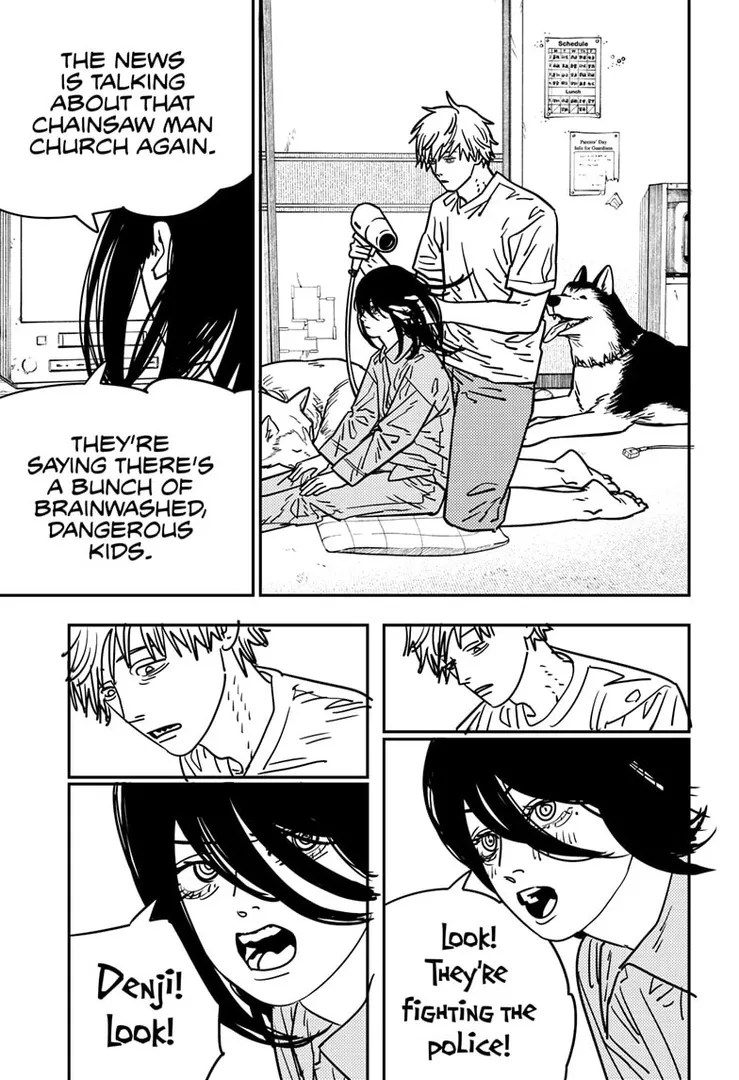 Schedule
M T W Th F
Lunch
Parents' Day
Info for Guardians
THE NEWS
IS TALKING
ABOUT THAT
CHAINSAW MAN
CHURCH AGAIN.
THEY'RE
SAYING THERE'S
A BUNCH OF
BRAINWASHED,
DANGEROUS
KIDS.
Look!
They're
fighting the
police!
Denji!
Look!